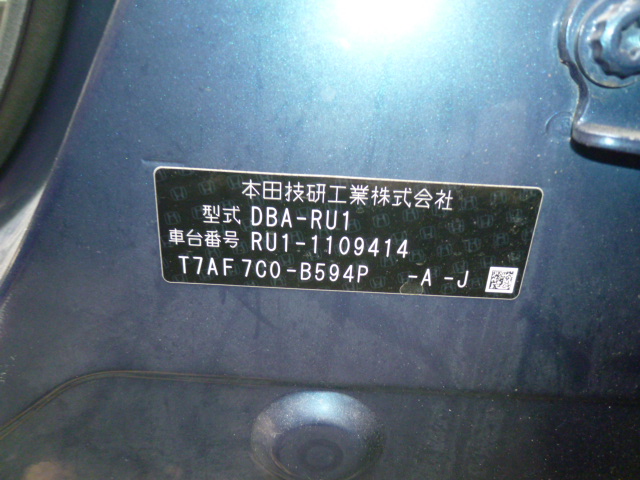 本田技研工業株式会社
型式 DBA-RU1
車台番号 RU1-1109414
T7AF7C0-B594P -A-J